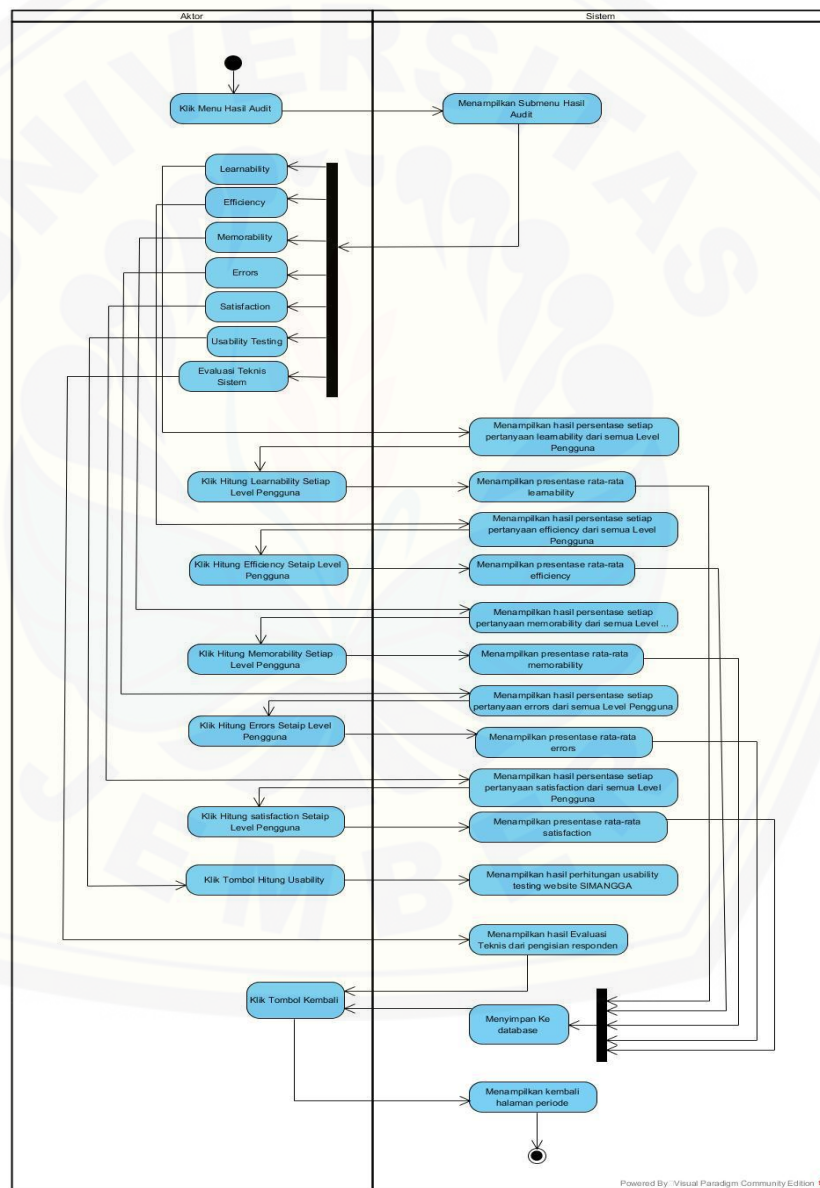 Aktor
Sistem
Klik Menu Hasil Audit
Menampilkan Submenu Hasil
Audit
Learnability
Efficiency
Memorability
Errors
Satisfaction
Usability Testing
Evaluasi Teknis
Sistem
Menampilkan hasil persentase setiap
pertanyaan learnability dari semua Level
Pengguna
Klik Hitung Learnability Setiap
Level Pengguna
Menampilkan presentase rata-rata
learnability
Menampilkan hasil persentase setiap
pertanyaan efficiency dari semua Level
Pengguna
Klik Hitung Efficiency Setaip Level
Pengguna
Menampilkan presentase rata-rata
efficiency
Menampilkan hasil persentase setiap
pertanyaan memorability dari semua Level ...
Klik Hitung Memorability Setiap
Level Pengguna
Menampilkan presentase rata-rata
memorability
Menampilkan hasil persentase setiap
pertanyaan errors dari semua Level Pengguna
Klik Hitung Errors Setaip Level
Pengguna
Menampilkan presentase rata-rata
errors
Menampilkan hasil persentase setiap
pertanyaan satisfaction dari semua Level
Pengguna
Klik Hitung satisfaction Setaip
Level Pengguna
Menampilkan presentase rata-rata
satisfaction
Klik Tombol Hitung Usability
Menampilkan hasil perhitungan usability
testing website SIMANGGA
Menampilkan hasil Evaluasi
Teknis dari pengisian responden
Klik Tombol Kembali
Menyimpan Ke
database
Menampilkan kembali
halaman periode
UNIVERSITAS
JEMBER
Powered By Visual Paradigm Community Edition